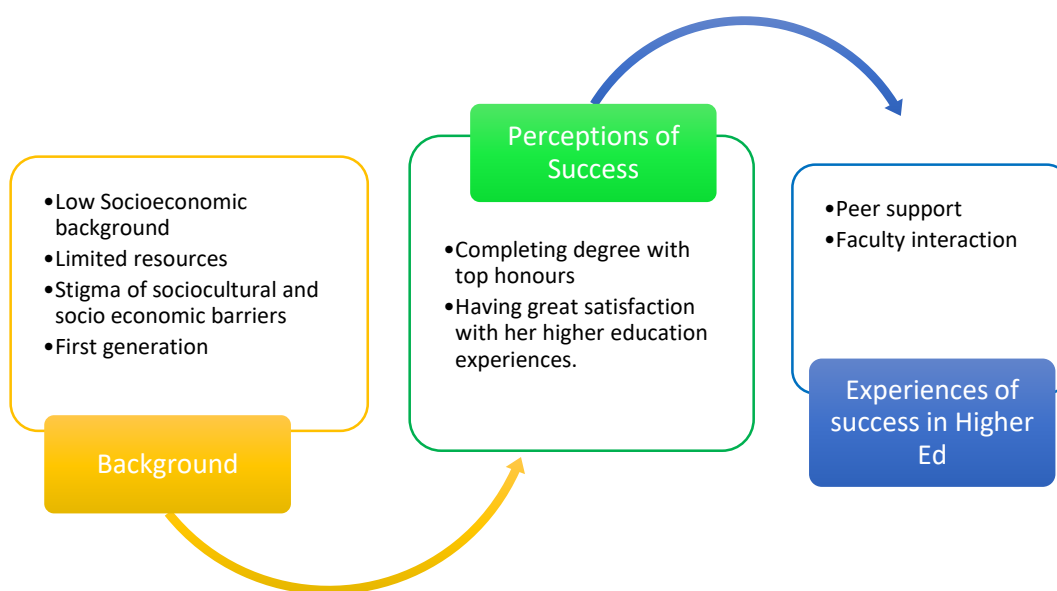 •Low Socioeconomic
background
•Limited resources
•Stigma of sociocultural and
socio economic barriers
•First generation
Background
Perceptions of
Success
•Completing degree with
top honours
•Having great satisfaction
with her higher education
experiences.
•Peer support
•Faculty interaction
Experiences of
success in Higher
Ed